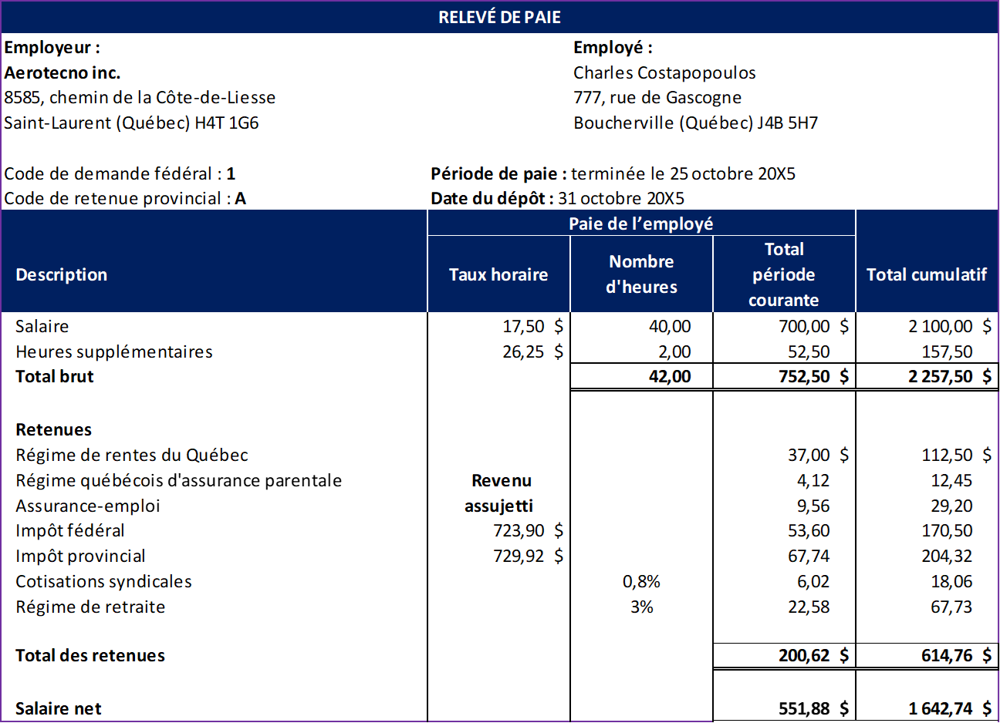 RELEVÉ DE PAIE
Employeur : Employé :
Aerotecno inc. Charles Costapopoulos
8585, chemin de la Côte-de-Liesse 777, rue de Gascogne
Saint-Laurent (Québec) H4T 1G6 Boucherville (Québec) J4B 5H7
Code de demande fédéral : 1 Période de paie : terminée le 25 octobre 20X5
Code de retenue provincial : A Date du dépôt : 31 octobre 20X5
Paie de l’employé
Description Taux horaire Nombre d'heures Total période courante Total cumulatif
Salaire 17,50 $ 40,00 700,00 $ 2 100,00 $
Heures supplémentaires 26,25 $ 2,00 52,50 157,50
Total brut 42,00 752,50 $ 2 257,50 $
Retenues
Régime de rentes du Québec 37,00 $ 112,50 $
Régime québécois d'assurance parentale Revenu 4,12 12,45
Assurance-emploi assujetti 9,56 29,20
Impôt fédéral 723,90 $ 53,60 170,50
Impôt provincial 729,92 $ 67,74 204,32
Cotisations syndicales 0,8% 6,02 18,06
Régime de retraite 3% 22,58 67,73
Total des retenues 200,62 $ 614,76 $
Salaire net 551,88 $ 1 642,74 $